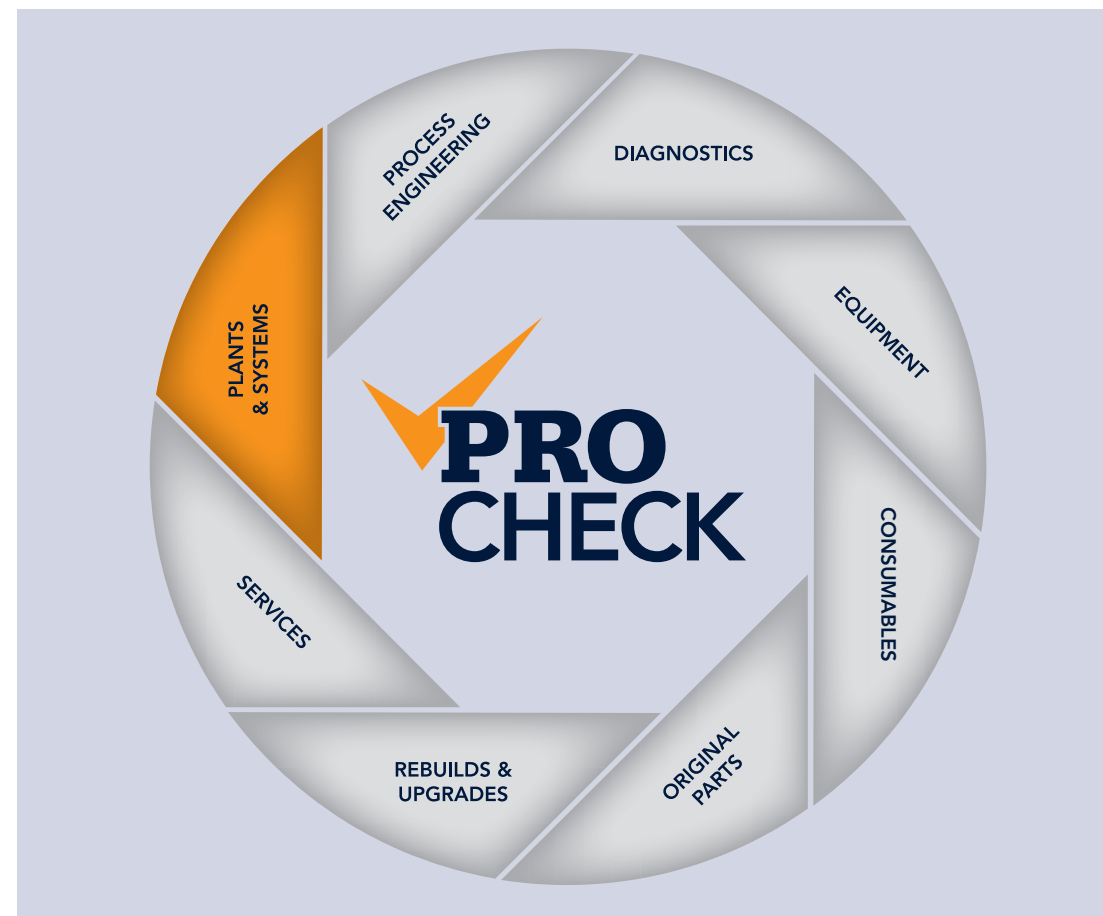 PROCESS
ENGINEERING
DIAGNOSTICS
EQUIPMENT
CONSUMABLES
ORIGINAL
PARTS
REBUILDS &
UPGRADES
SERVICES
PLANTS
& SYSTEMS
PRO
CHECK